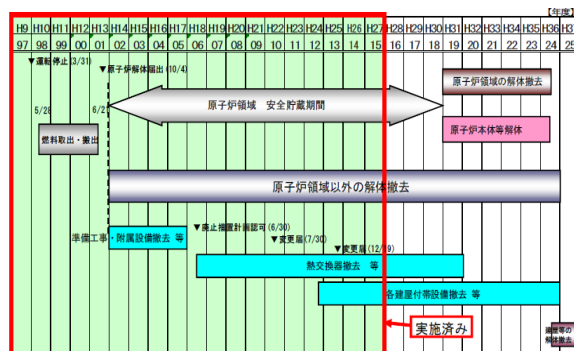 【年度】
H9 H10 H11 H12 H13 H14 H15 H16 H17 H18 H19 H20 H21 H22 H23 H24 H25 H26 H27 H28 H29 H30 H31 H32 H33 H34 H35 H36 H3
97 98 99 00 01 02 03 04 05 06 07 08 09 10 11 12 13 14 15 16 17 18 19 20 21 22 23 24 25
▼運転停止(3/31)
▼原子炉解体届出(10/4)
原子炉領域の解体撤去
原子炉領域 安全貯蔵期間
5/28
6/21
原子炉本体等解体
燃料取出・搬出
原子炉領域以外の解体撤去
▼廃止措置計画認可(6/30)
準備工事・附属設備撤去 等
▼変更届(7/30)
▼変更届(12/19)
熱交換器撤去 等
各建屋付帯設備撤去 等
実施済み
建屋等の
解体撤去